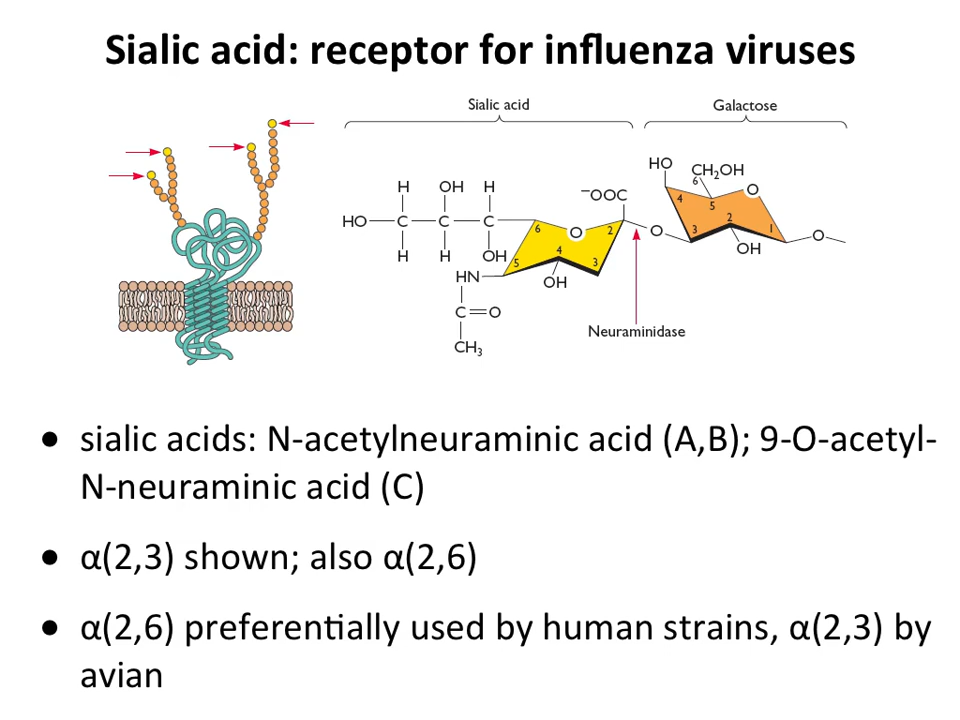 Sialic acid: receptor for influenza viruses
Sialic acid
Galactose
HO
CH₂OH
6
O
4
5
2
3
1
OH
O
⁻OOC
H OH H
HO C C C
H H OH
6
O
2
4
5
3
OH
O
HN
C=O
CH₃
Neuraminidase
• sialic acids: N-acetylneuraminic acid (A,B); 9-O-acetyl-
N-neuraminic acid (C)
• α(2,3) shown; also α(2,6)
• α(2,6) preferentially used by human strains, α(2,3) by
avian